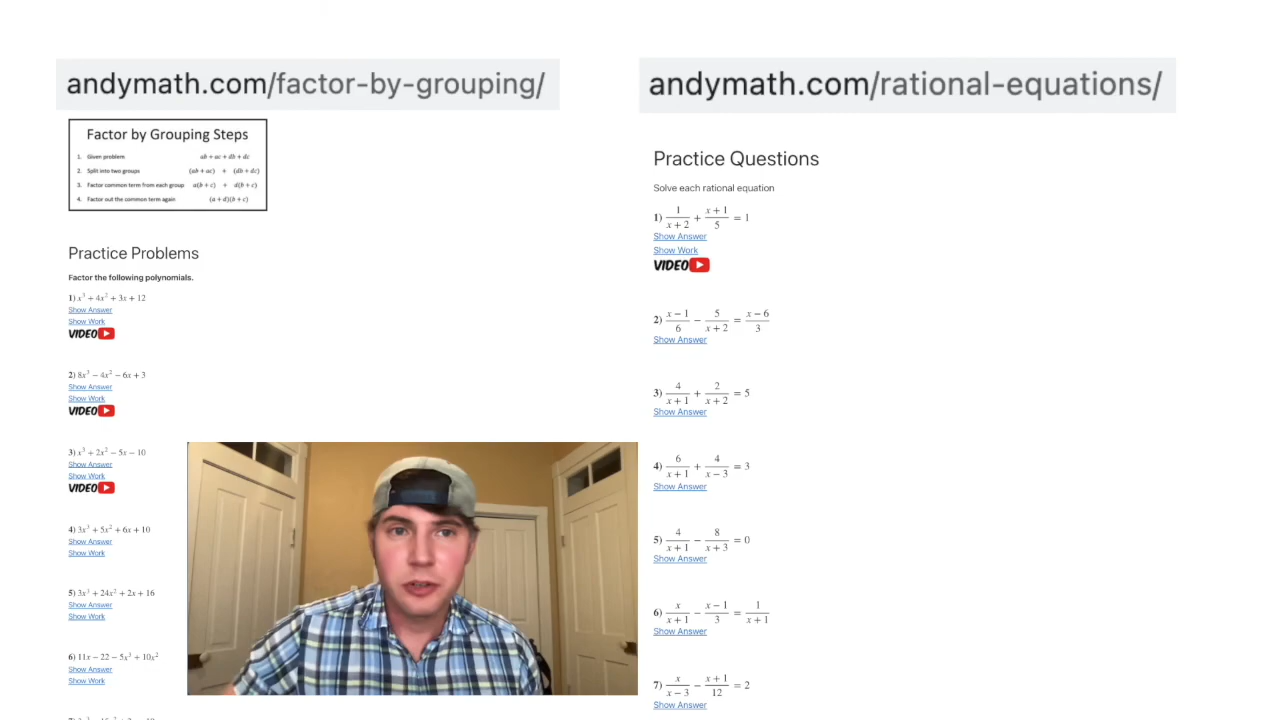 andymath.com/factor-by-grouping/
Factor by Grouping Steps
1. Given problem ab + ac + db + dc
2. Split into two groups (ab + ac) + (db + dc)
3. Factor common term from each group a(b + c) + d(b + c)
4. Factor out the common term again (a + d)(b + c)
Practice Problems
Factor the following polynomials.
1) x³ + 4x² + 3x + 12
Show Answer
Show Work
VIDEO
2) 8x³ − 4x² − 6x + 3
Show Answer
Show Work
VIDEO
3) x³ + 2x² − 5x − 10
Show Answer
Show Work
VIDEO
4) 3x³ + 5x² + 6x + 10
Show Answer
Show Work
5) 3x³ + 24x² + 2x + 16
Show Answer
Show Work
6) 11x − 22 − 5x³ + 10x²
Show Answer
Show Work
andymath.com/rational-equations/
Practice Questions
Solve each rational equation
1) 1/(x + 2) + (x + 1)/5 = 1
Show Answer
Show Work
VIDEO
2) (x − 1)/6 − 5/(x + 2) = (x − 6)/3
Show Answer
3) 4/(x + 1) + 2/(x + 2) = 5
Show Answer
4) 6/(x + 1) + 4/(x − 3) = 3
Show Answer
5) 4/(x + 1) − 8/(x + 3) = 0
Show Answer
6) x/(x + 1) − (x − 1)/3 = 1/(x + 1)
Show Answer
7) x/(x − 3) − (x + 1)/12 = 2
Show Answer